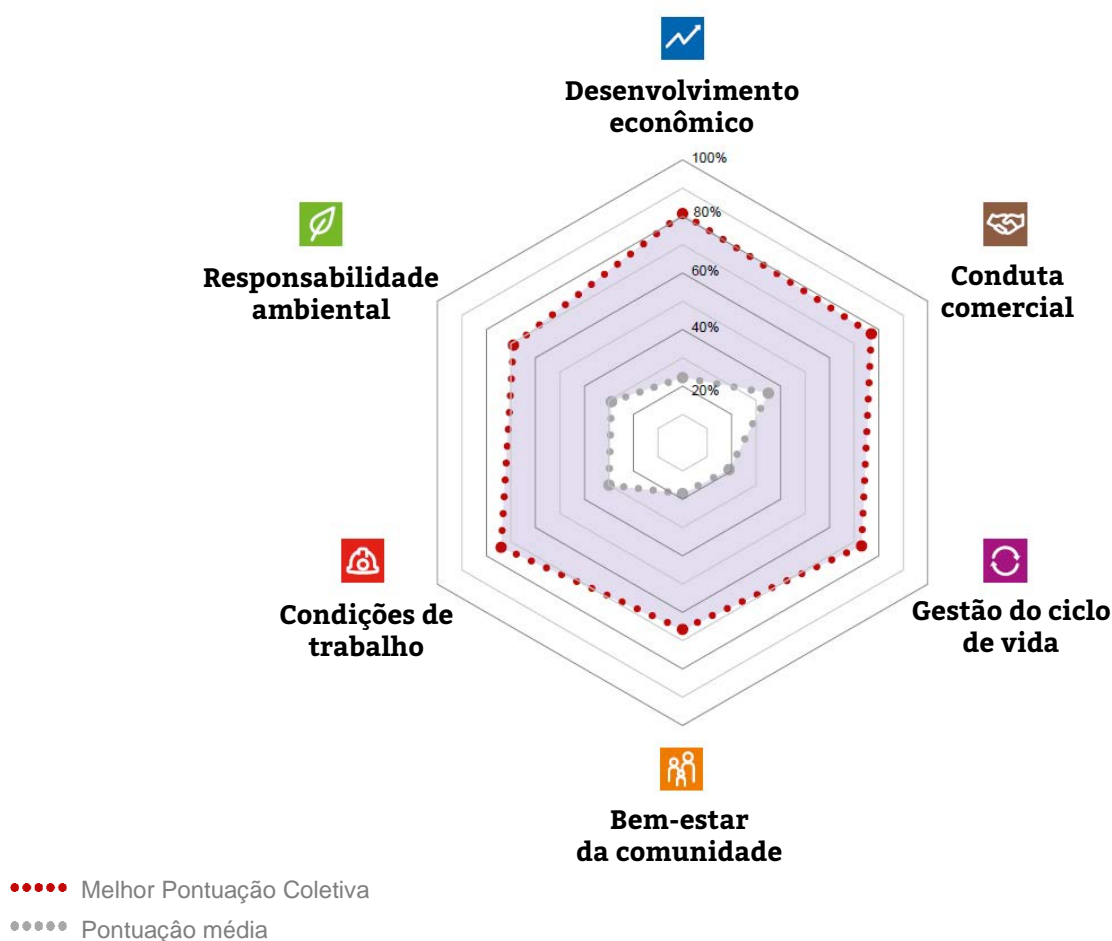 Desenvolvimento
econômico
100%
80%
60%
40%
20%
Responsabilidade
ambiental
Conduta
comercial
Condições de
trabalho
Gestão do ciclo
de vida
Bem-estar
da comunidade
Melhor Pontuação Coletiva
Pontuaçâo média